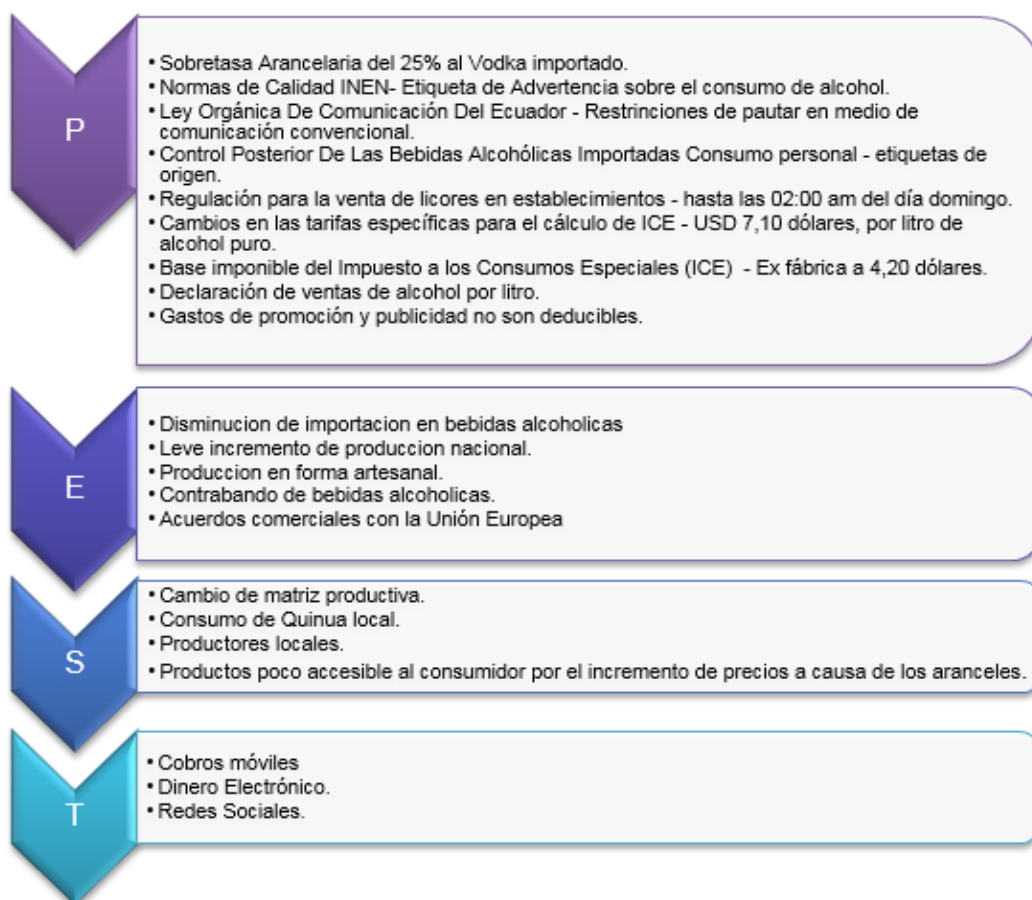 P
• Sobretasa Arancelaria del 25% al Vodka importado.
• Normas de Calidad INEN- Etiqueta de Advertencia sobre el consumo de alcohol.
• Ley Orgánica De Comunicación Del Ecuador - Restrinciones de pautar en medio de
comunicación convencional.
• Control Posterior De Las Bebidas Alcohólicas Importadas Consumo personal - etiquetas de
origen.
• Regulación para la venta de licores en establecimientos - hasta las 02:00 am del día domingo.
• Cambios en las tarifas específicas para el cálculo de ICE - USD 7,10 dólares, por litro de
alcohol puro.
• Base imponible del Impuesto a los Consumos Especiales (ICE) - Ex fábrica a 4,20 dólares.
• Declaración de ventas de alcohol por litro.
• Gastos de promoción y publicidad no son deducibles.
E
• Disminucion de importacion en bebidas alcoholicas
• Leve incremento de produccion nacional.
• Produccion en forma artesanal.
• Contrabando de bebidas alcoholicas.
• Acuerdos comerciales con la Unión Europea
S
• Cambio de matriz productiva.
• Consumo de Quinua local.
• Productores locales.
• Productos poco accesible al consumidor por el incremento de precios a causa de los aranceles.
T
• Cobros móviles
• Dinero Electrónico.
• Redes Sociales.